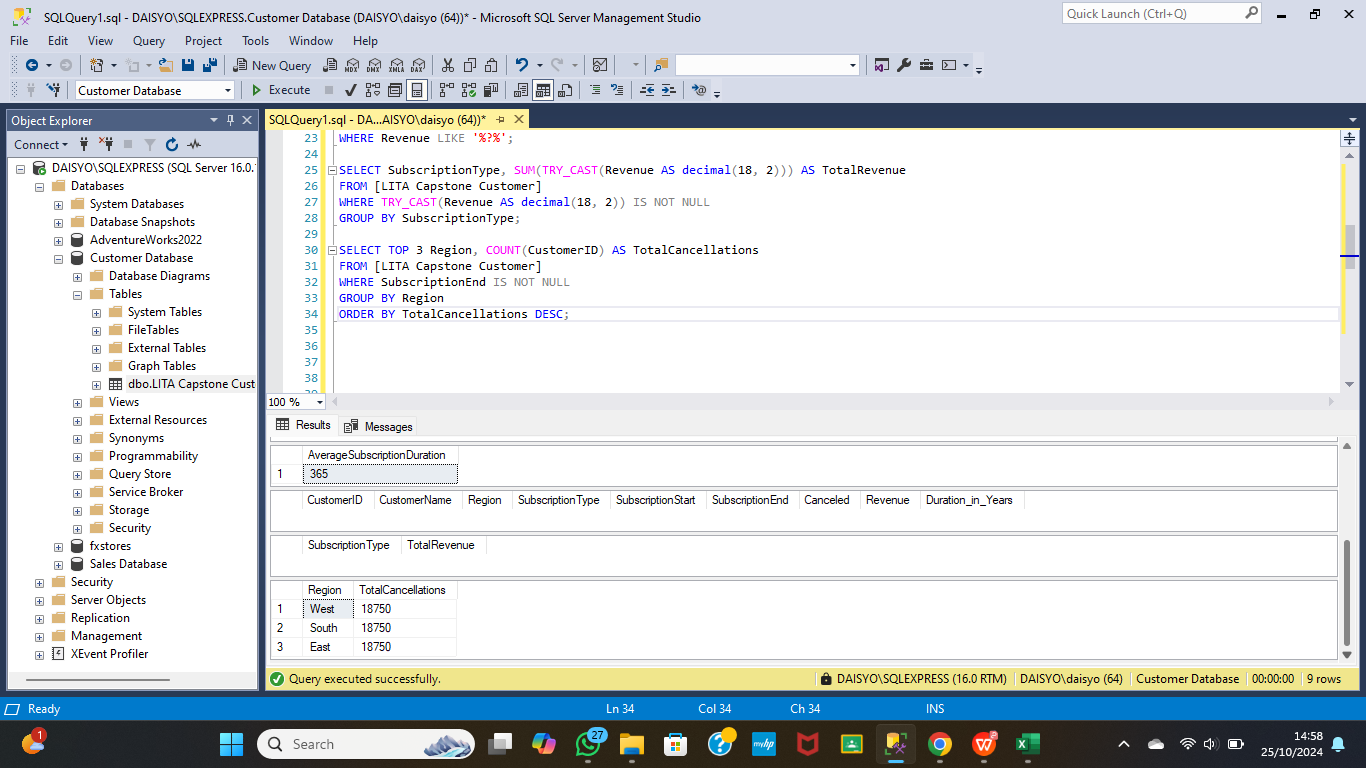 SQLQuery1.sql - DAISYO\SQLEXPRESS.Customer Database (DAISYO\daisyo (64))* - Microsoft SQL Server Management Studio
Quick Launch (Ctrl+Q)
File Edit View Query Project Tools Window Help
New Query MDX DMX XMLA DAX
Customer Database Execute
Object Explorer
Connect
DAISYO\SQLEXPRESS (SQL Server 16.0.
Databases
System Databases
Database Snapshots
AdventureWorks2022
Customer Database
Database Diagrams
Tables
System Tables
FileTables
External Tables
Graph Tables
dbo.LITA Capstone Cust
Views
External Resources
Synonyms
Programmability
Query Store
Service Broker
Storage
Security
fxstores
Sales Database
Security
Server Objects
Replication
Management
XEvent Profiler
SQLQuery1.sql - DA...AISYO\daisyo (64))*
23 WHERE Revenue LIKE '%?%';
24
25 SELECT SubscriptionType, SUM(TRY_CAST(Revenue AS decimal(18, 2))) AS TotalRevenue
26 FROM [LITA Capstone Customer]
27 WHERE TRY_CAST(Revenue AS decimal(18, 2)) IS NOT NULL
28 GROUP BY SubscriptionType;
29
30 SELECT TOP 3 Region, COUNT(CustomerID) AS TotalCancellations
31 FROM [LITA Capstone Customer]
32 WHERE SubscriptionEnd IS NOT NULL
33 GROUP BY Region
34 ORDER BY TotalCancellations DESC;
35
36
37
38
100 %
Results Messages
AverageSubscriptionDuration
1 365
CustomerID CustomerName Region SubscriptionType SubscriptionStart SubscriptionEnd Canceled Revenue Duration_in_Years
SubscriptionType TotalRevenue
Region TotalCancellations
1 West 18750
2 South 18750
3 East 18750
Query executed successfully. DAISYO\SQLEXPRESS (16.0 RTM) DAISYO\daisyo (64) Customer Database 00:00:00 9 rows
Ready Ln 34 Col 34 Ch 34 INS
1 Search 27 myhp 14:58
25/10/2024